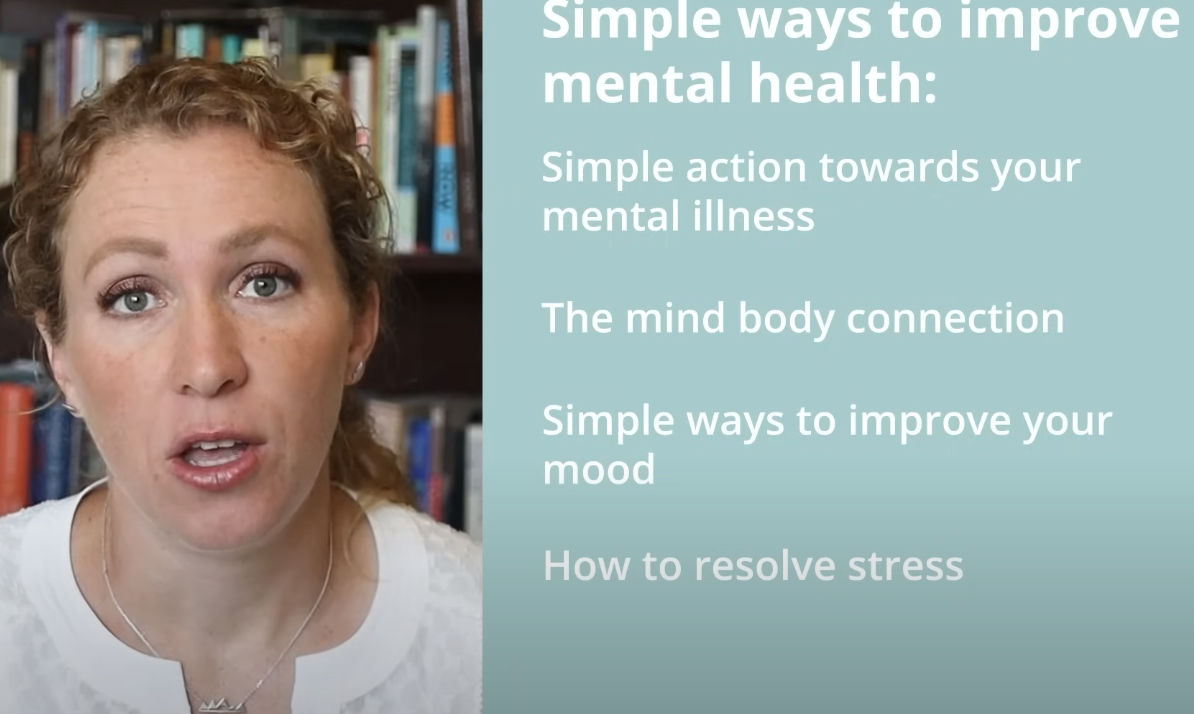 Simple ways to improve
mental health:
Simple action towards your
mental illness
The mind body connection
Simple ways to improve your
mood
How to resolve stress